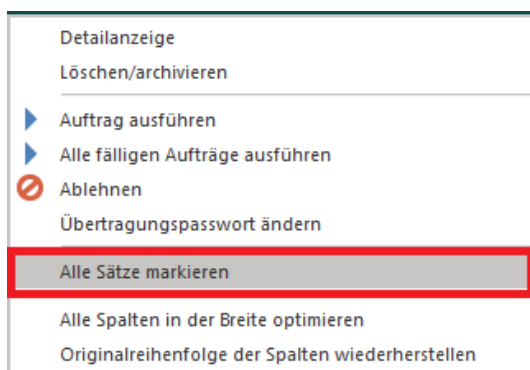 Detailanzeige
Löschen/archivieren
Auftrag ausführen
Alle fälligen Aufträge ausführen
Ablehnen
Übertragungspasswort ändern
Alle Sätze markieren
Alle Spalten in der Breite optimieren
Originalreihenfolge der Spalten wiederherstellen